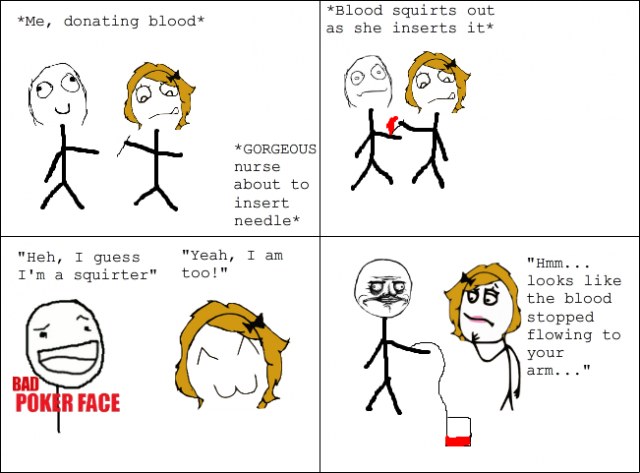 *Me, donating blood*
*GORGEOUS
nurse
about to
insert
needle*
*Blood squirts out
as she inserts it*
"Heh, I guess
I'm a squirter"
"Yeah, I am
too!"
BAD
POKER FACE
"Hmm...
looks like
the blood
stopped
flowing to
your
arm..."